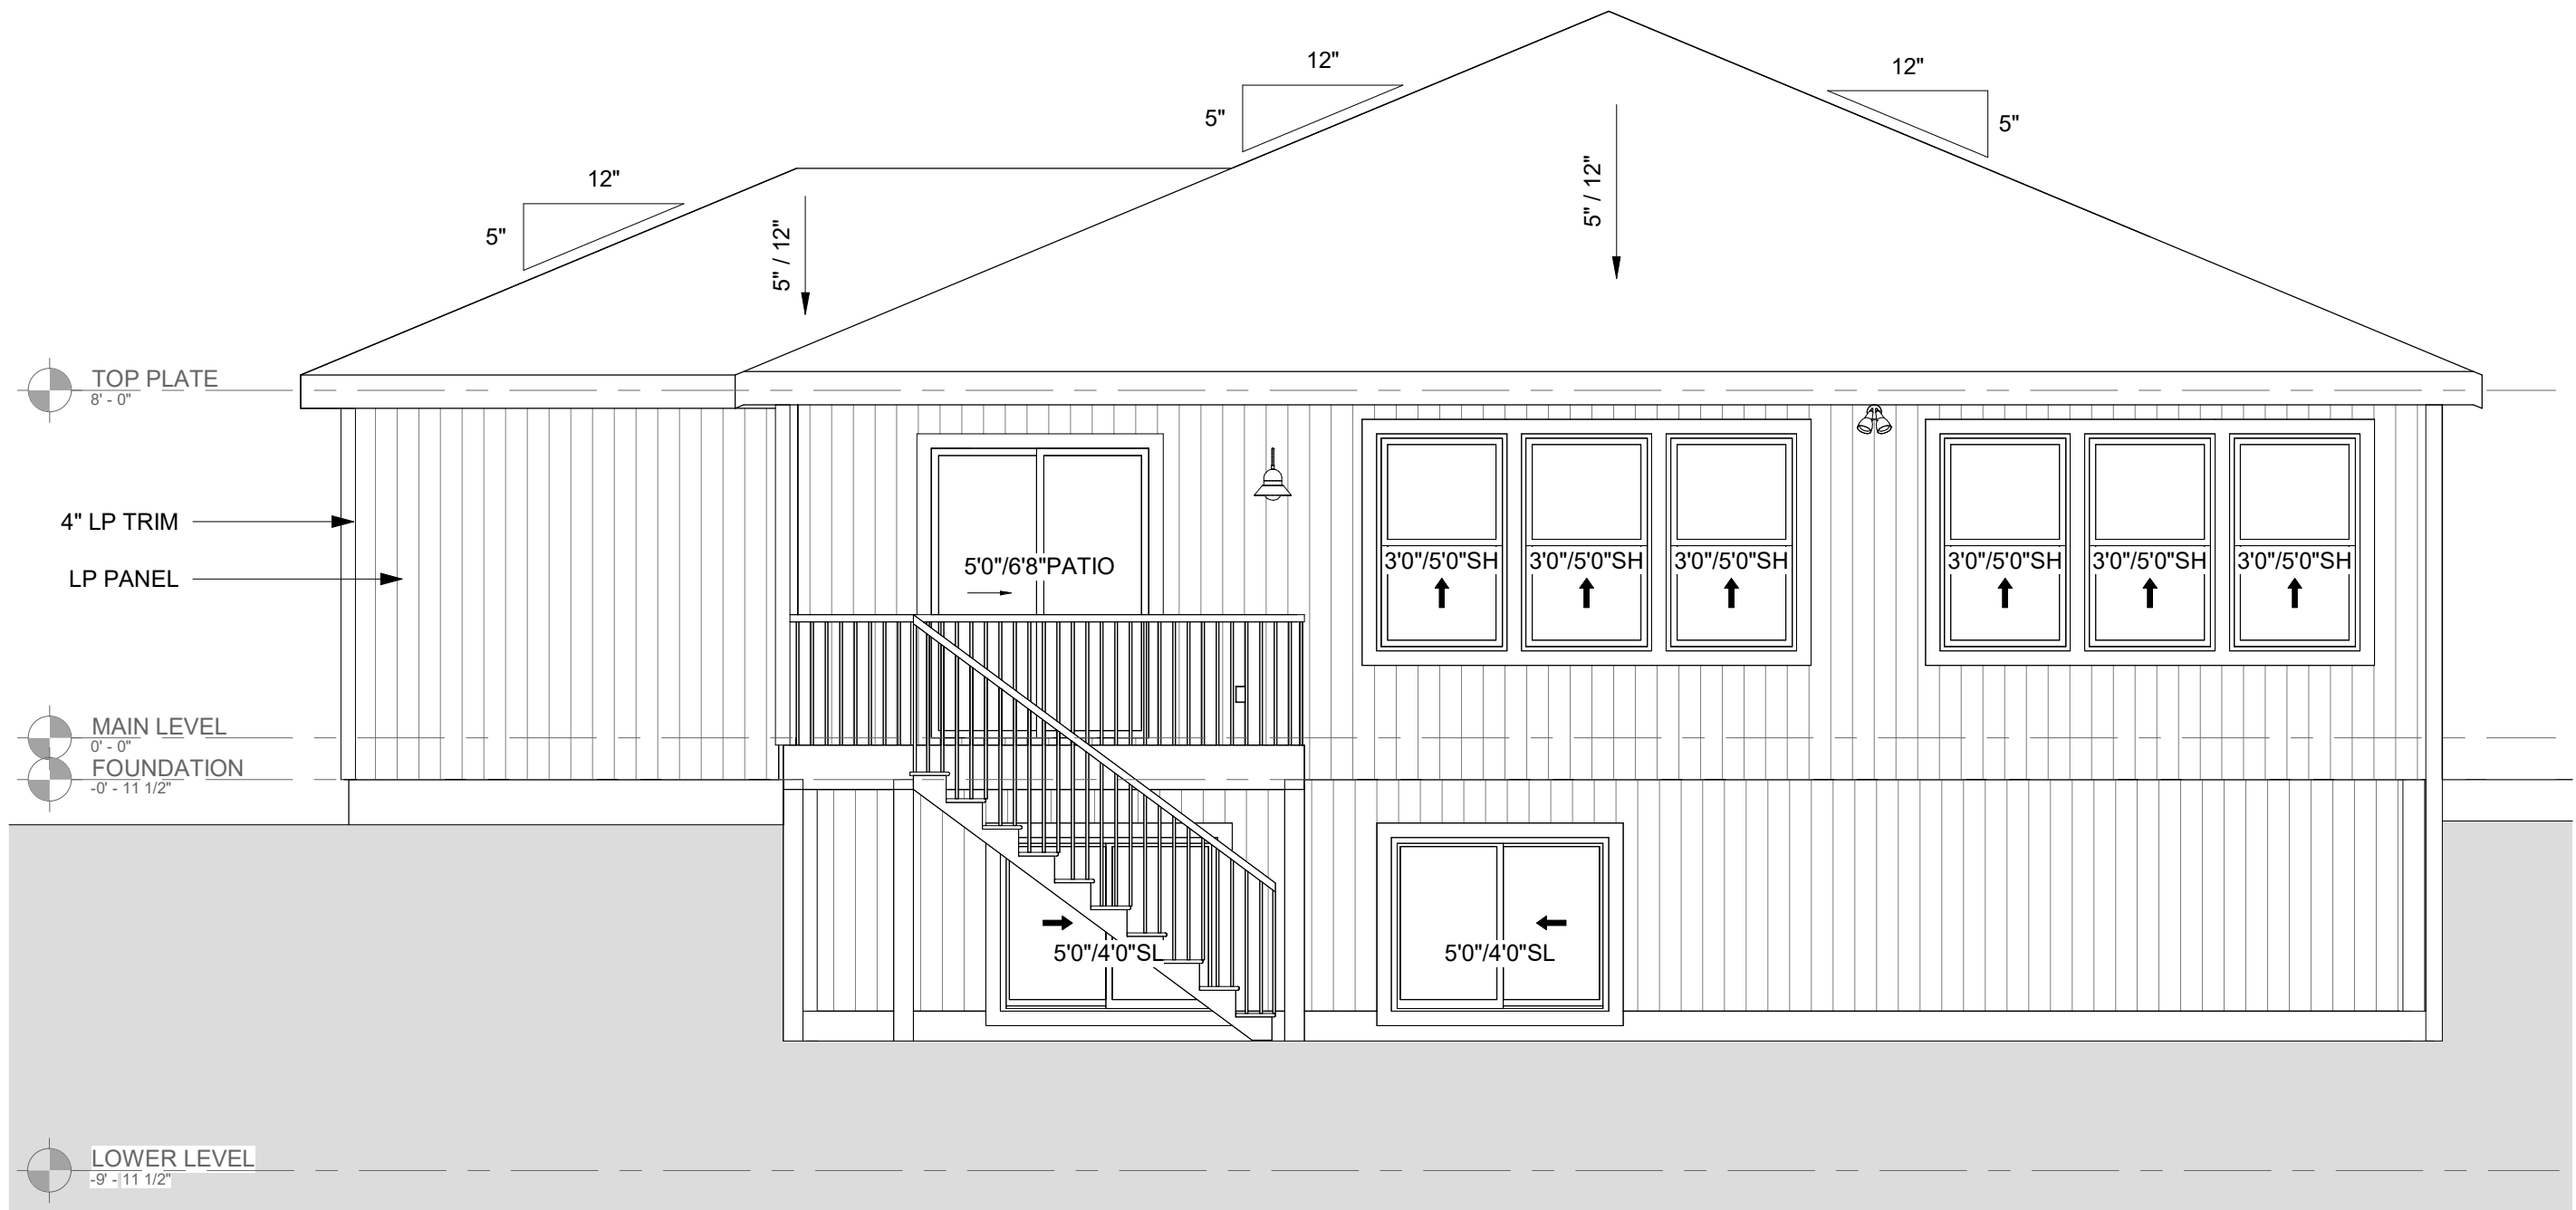 12"
12"
5"
5"
12"
5"
5" / 12"
5" / 12"
TOP PLATE
8' - 0"
4" LP TRIM
LP PANEL
5'0"/6'8"PATIO
3'0"/5'0"SH
3'0"/5'0"SH
3'0"/5'0"SH
3'0"/5'0"SH
3'0"/5'0"SH
3'0"/5'0"SH
MAIN LEVEL
0' - 0"
FOUNDATION
-0' - 11 1/2"
5'0"/4'0"SL
5'0"/4'0"SL
LOWER LEVEL
-9' - 11 1/2"